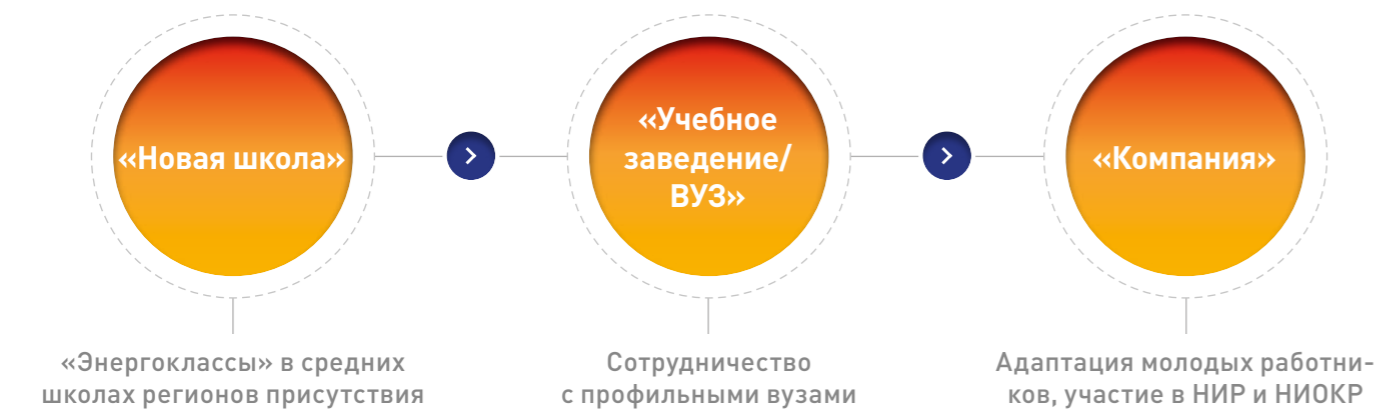 «Новая школа»
«Учебное
заведение/
ВУЗ»
«Компания»
«Энергоклассы» в средних
школах регионов присутствия
Сотрудничество
с профильными вузами
Адаптация молодых работни-
ков, участие в НИР и НИОКР